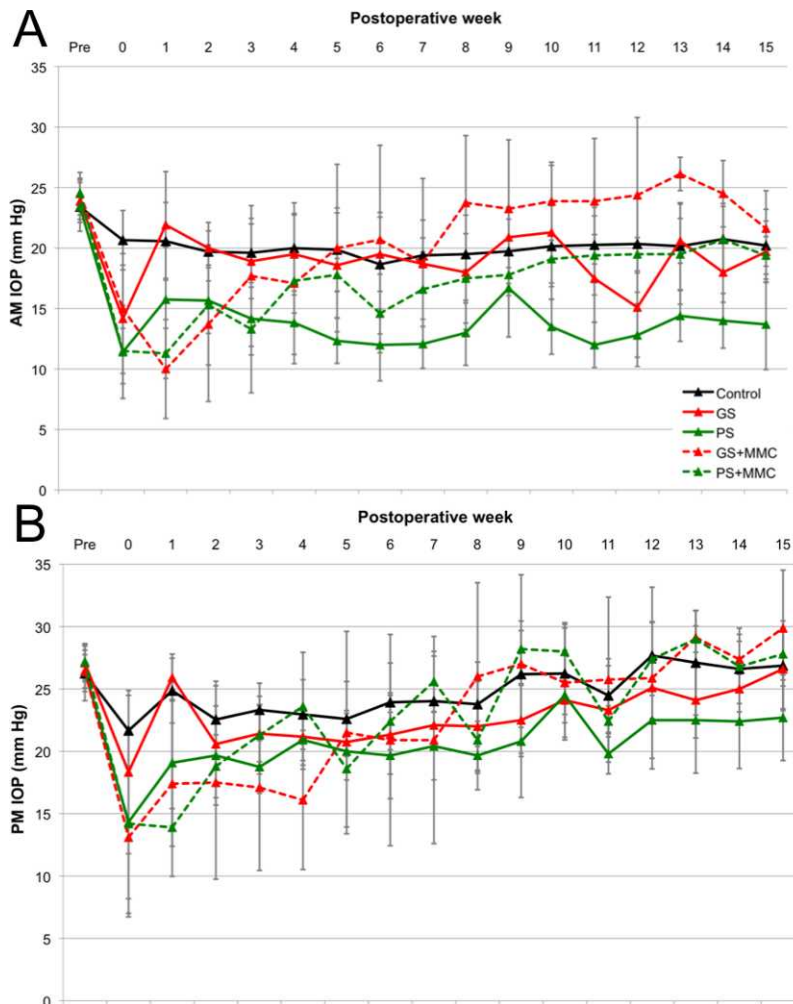 A
Postoperative week
Pre 0 1 2 3 4 5 6 7 8 9 10 11 12 13 14 15
35
30
25
20
15
10
5
0
AM IOP (mm Hg)
Control
GS
PS
GS+MMC
PS+MMC
B
Postoperative week
Pre 0 1 2 3 4 5 6 7 8 9 10 11 12 13 14 15
35
30
25
20
15
10
5
0
PM IOP (mm Hg)